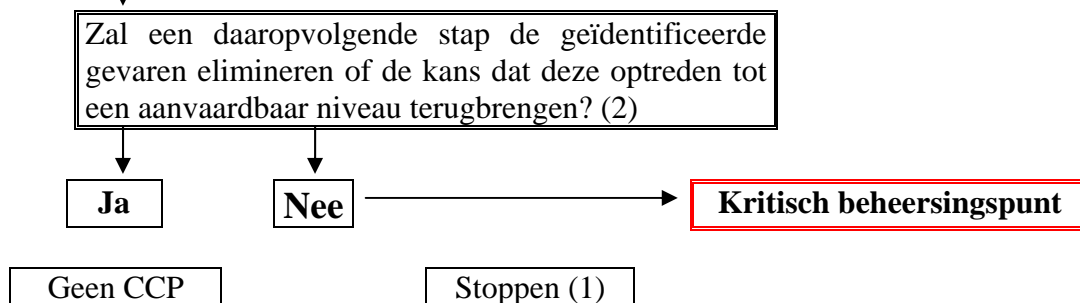 Zal een daaropvolgende stap de geïdentificeerde
gevaren elimineren of de kans dat deze optreden tot
een aanvaardbaar niveau terugbrengen? (2)
Ja
Nee
Kritisch beheersingspunt
Geen CCP
Stoppen (1)